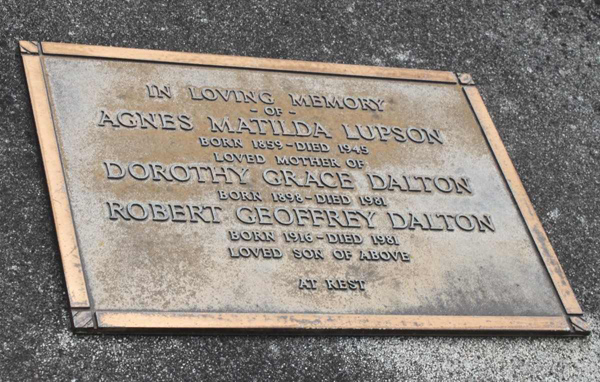 IN LOVING MEMORY
- OF -
AGNES MATILDA LUPSON
BORN 1859 - DIED 1945
LOVED MOTHER OF
DOROTHY GRACE DALTON
BORN 1898 - DIED 1981
ROBERT GEOFFREY DALTON
BORN 1916 - DIED 1981
LOVED SON OF ABOVE
AT REST